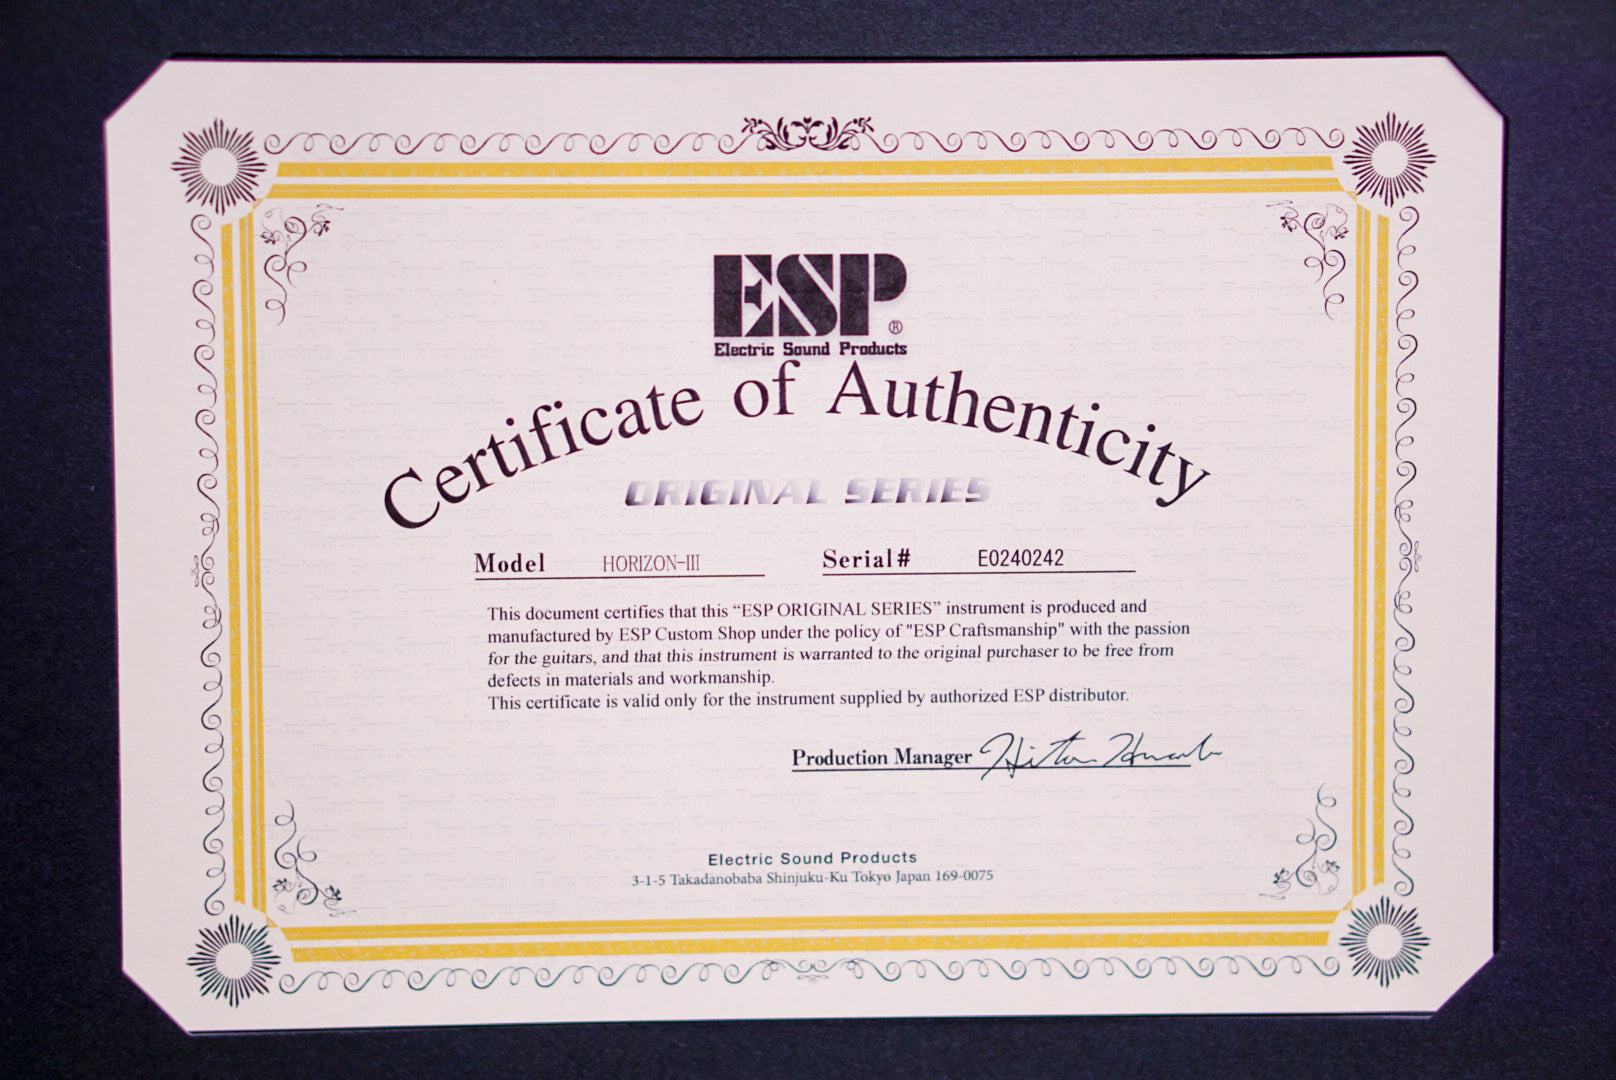 ESP®
Electric Sound Products
Certificate of Authenticity
ORIGINAL SERIES
Model HORIZON-III Serial# E0240242
This document certifies that this “ESP ORIGINAL SERIES” instrument is produced and
manufactured by ESP Custom Shop under the policy of "ESP Craftsmanship" with the passion
for the guitars, and that this instrument is warranted to the original purchaser to be free from
defects in materials and workmanship.
This certificate is valid only for the instrument supplied by authorized ESP distributor.
Production Manager
Electric Sound Products
3-1-5 Takadanobaba Shinjuku-Ku Tokyo Japan 169-0075